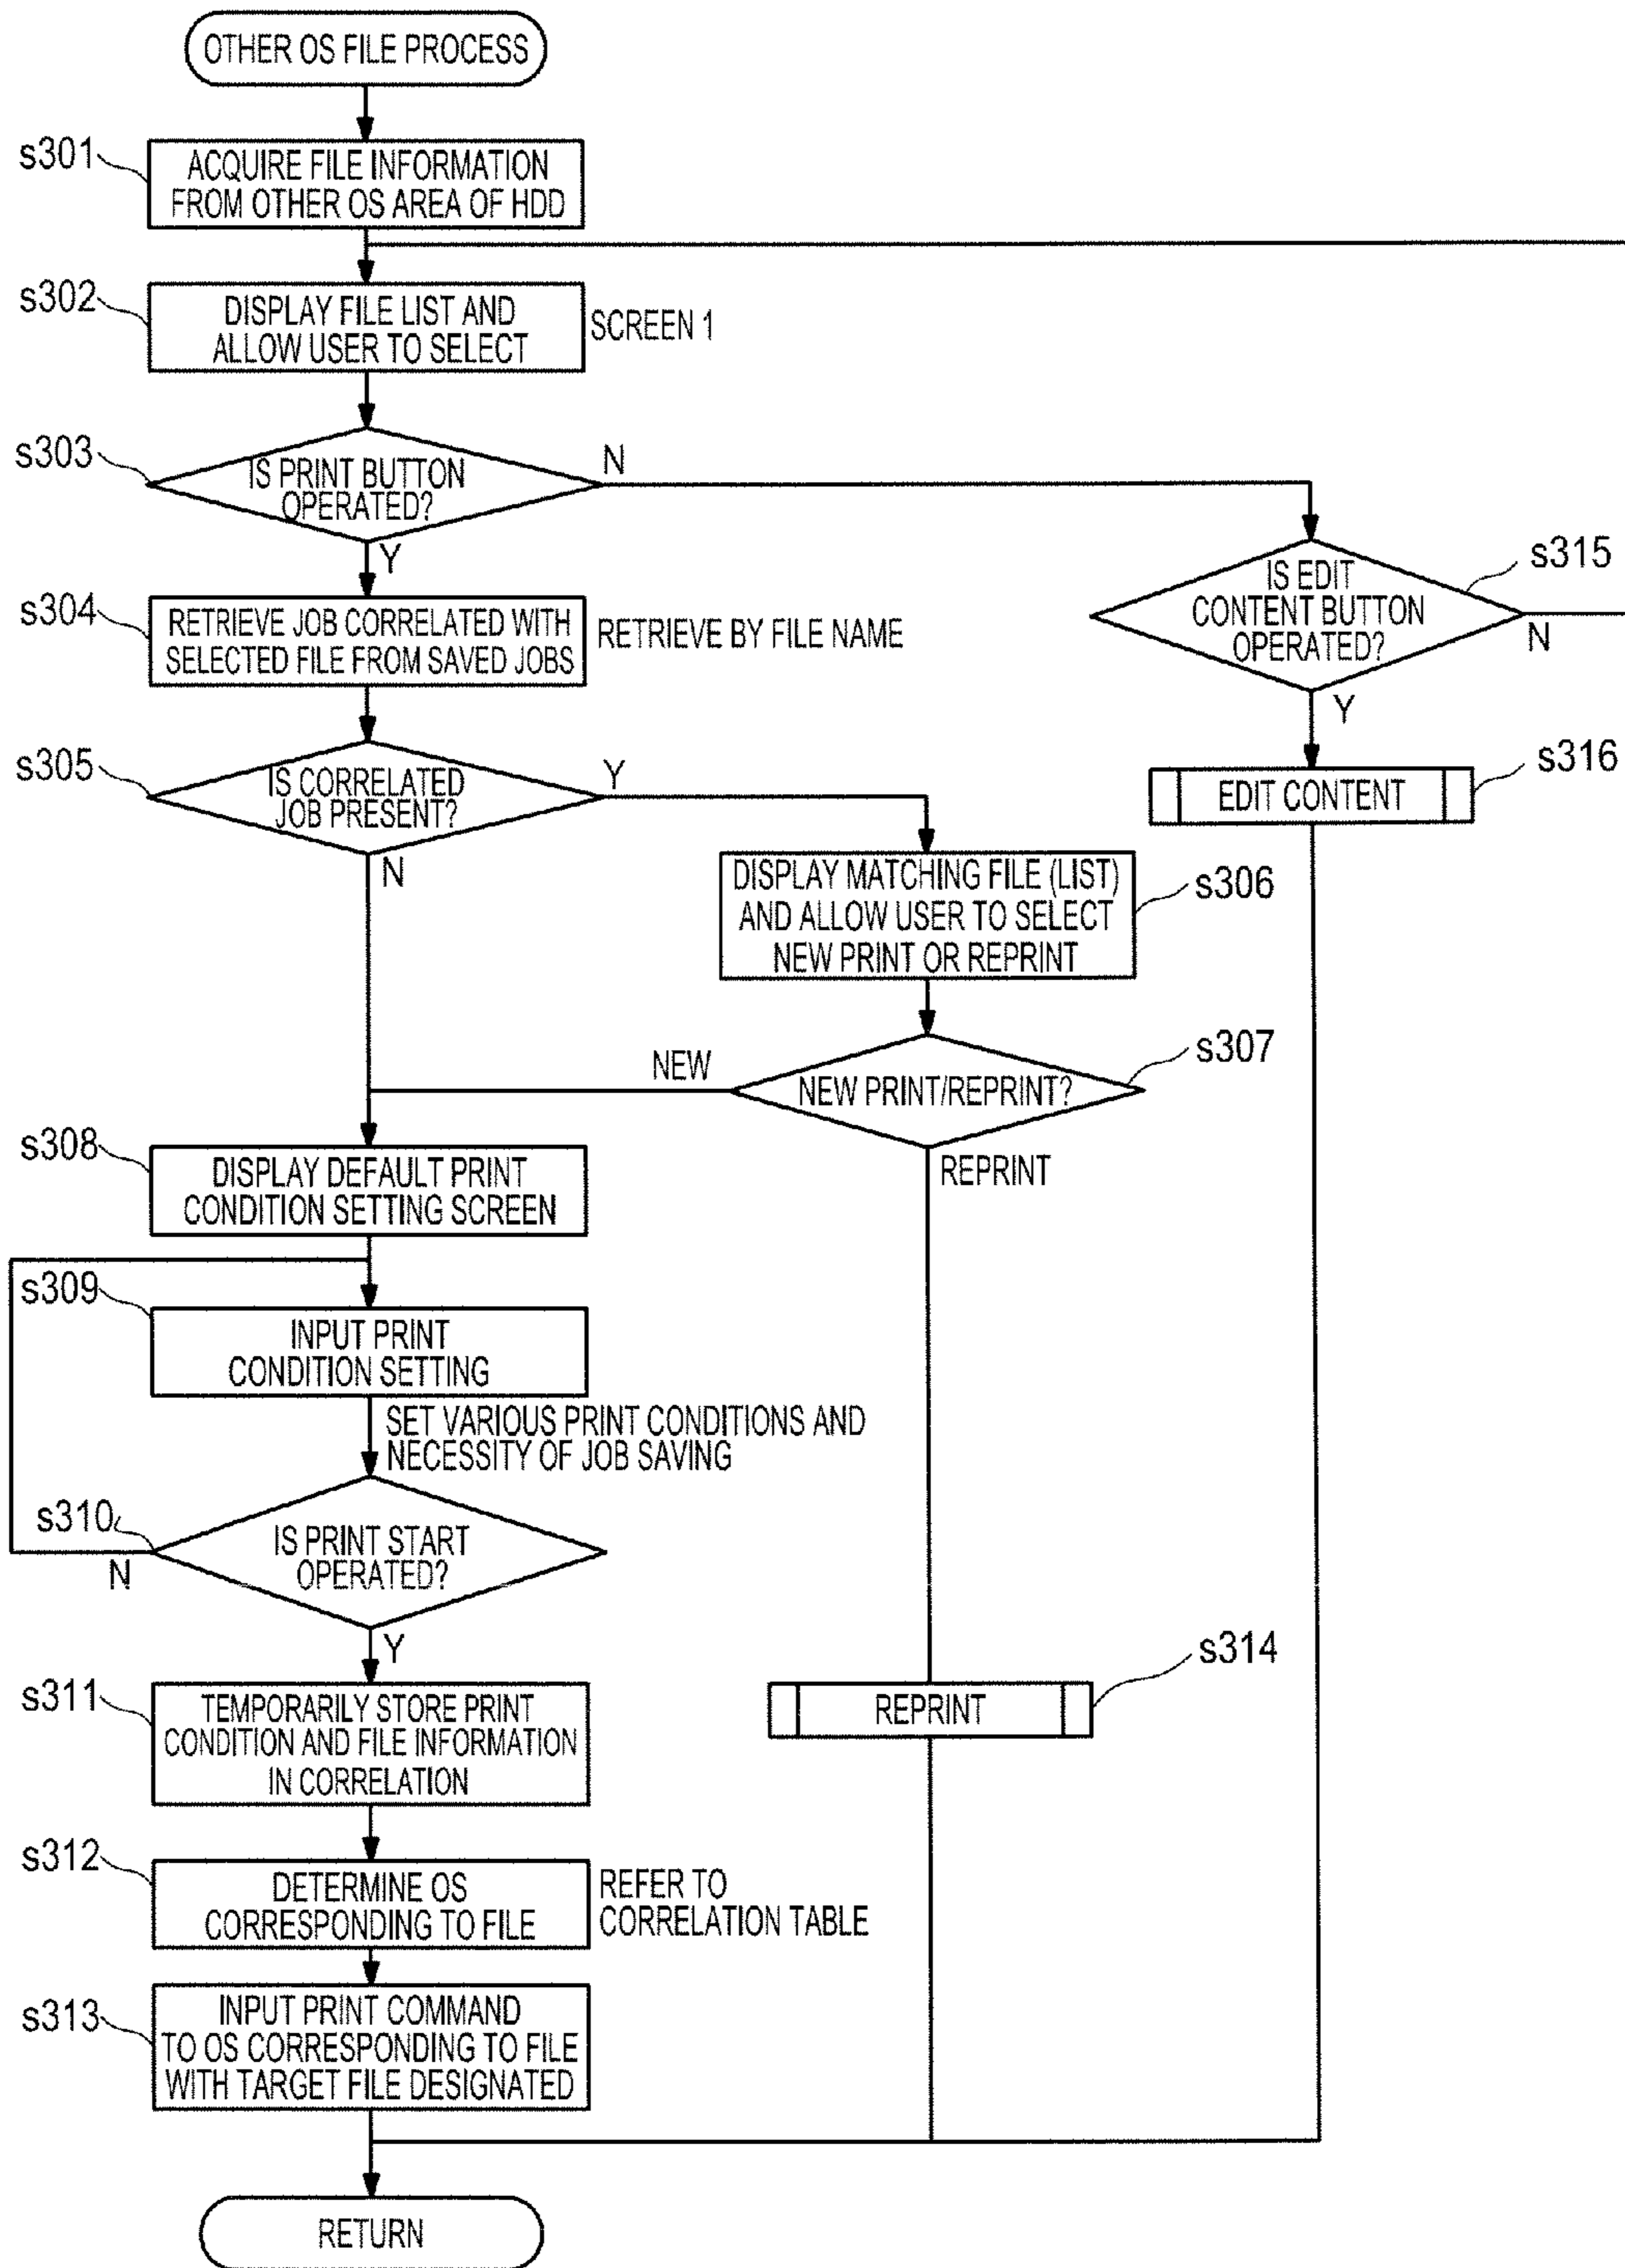 OTHER OS FILE PROCESS
s301
ACQUIRE FILE INFORMATION
FROM OTHER OS AREA OF HDD
s302
DISPLAY FILE LIST AND
ALLOW USER TO SELECT
SCREEN 1
s303
IS PRINT BUTTON
OPERATED?
N
Y
s315
IS EDIT
CONTENT BUTTON
OPERATED?
N
Y
s304
RETRIEVE JOB CORRELATED WITH
SELECTED FILE FROM SAVED JOBS
RETRIEVE BY FILE NAME
s305
IS CORRELATED
JOB PRESENT?
Y
N
s316
EDIT CONTENT
DISPLAY MATCHING FILE (LIST)
AND ALLOW USER TO SELECT
NEW PRINT OR REPRINT
s306
NEW
NEW PRINT/REPRINT?
s307
REPRINT
s308
DISPLAY DEFAULT PRINT
CONDITION SETTING SCREEN
s309
INPUT PRINT
CONDITION SETTING
SET VARIOUS PRINT CONDITIONS AND
NECESSITY OF JOB SAVING
s310
IS PRINT START
OPERATED?
N
Y
s314
REPRINT
s311
TEMPORARILY STORE PRINT
CONDITION AND FILE INFORMATION
IN CORRELATION
s312
DETERMINE OS
CORRESPONDING TO FILE
REFER TO
CORRELATION TABLE
s313
INPUT PRINT COMMAND
TO OS CORRESPONDING TO FILE
WITH TARGET FILE DESIGNATED
RETURN